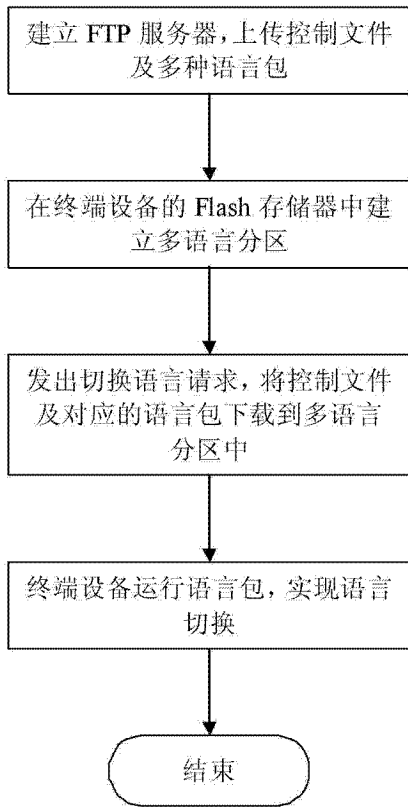 建立 FTP 服务器，上传控制文件
及多种语言包
在终端设备的 Flash 存储器中建
立多语言分区
发出切换语言请求，将控制文件
及对应的语言包下载到多语言
分区中
终端设备运行语言包，实现语言
切换
结束